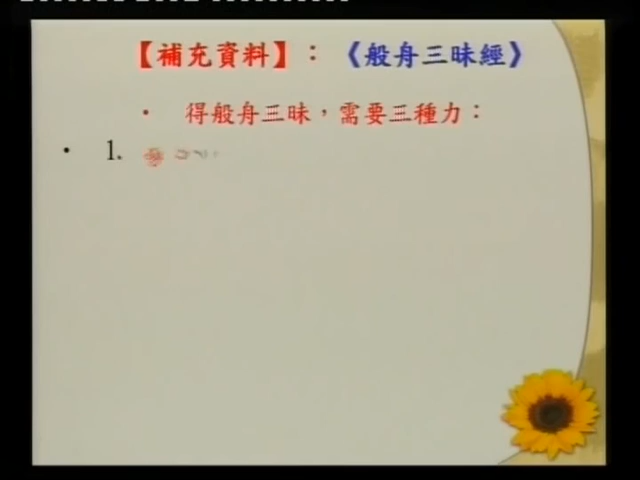 【補充資料】：《般舟三昧經》
• 得般舟三昧，需要三種力：
• 1.